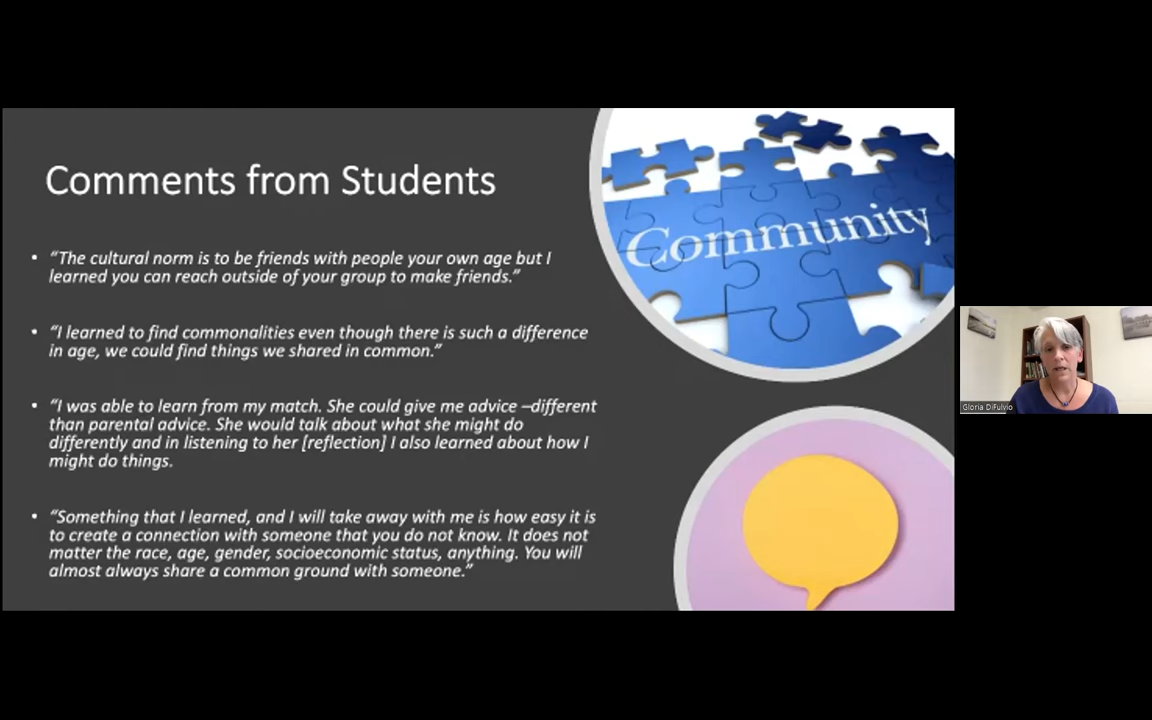 Comments from Students
• “The cultural norm is to be friends with people your own age but I
learned you can reach outside of your group to make friends.”
• “I learned to find commonalities even though there is such a difference
in age, we could find things we shared in common.”
• “I was able to learn from my match. She could give me advice –different
than parental advice. She would talk about what she might do
differently and in listening to her [reflection] I also learned about how I
might do things.
• “Something that I learned, and I will take away with me is how easy it is
to create a connection with someone that you do not know. It does not
matter the race, age, gender, socioeconomic status, anything. You will
almost always share a common ground with someone.”
Community
Gloria DiFulvio